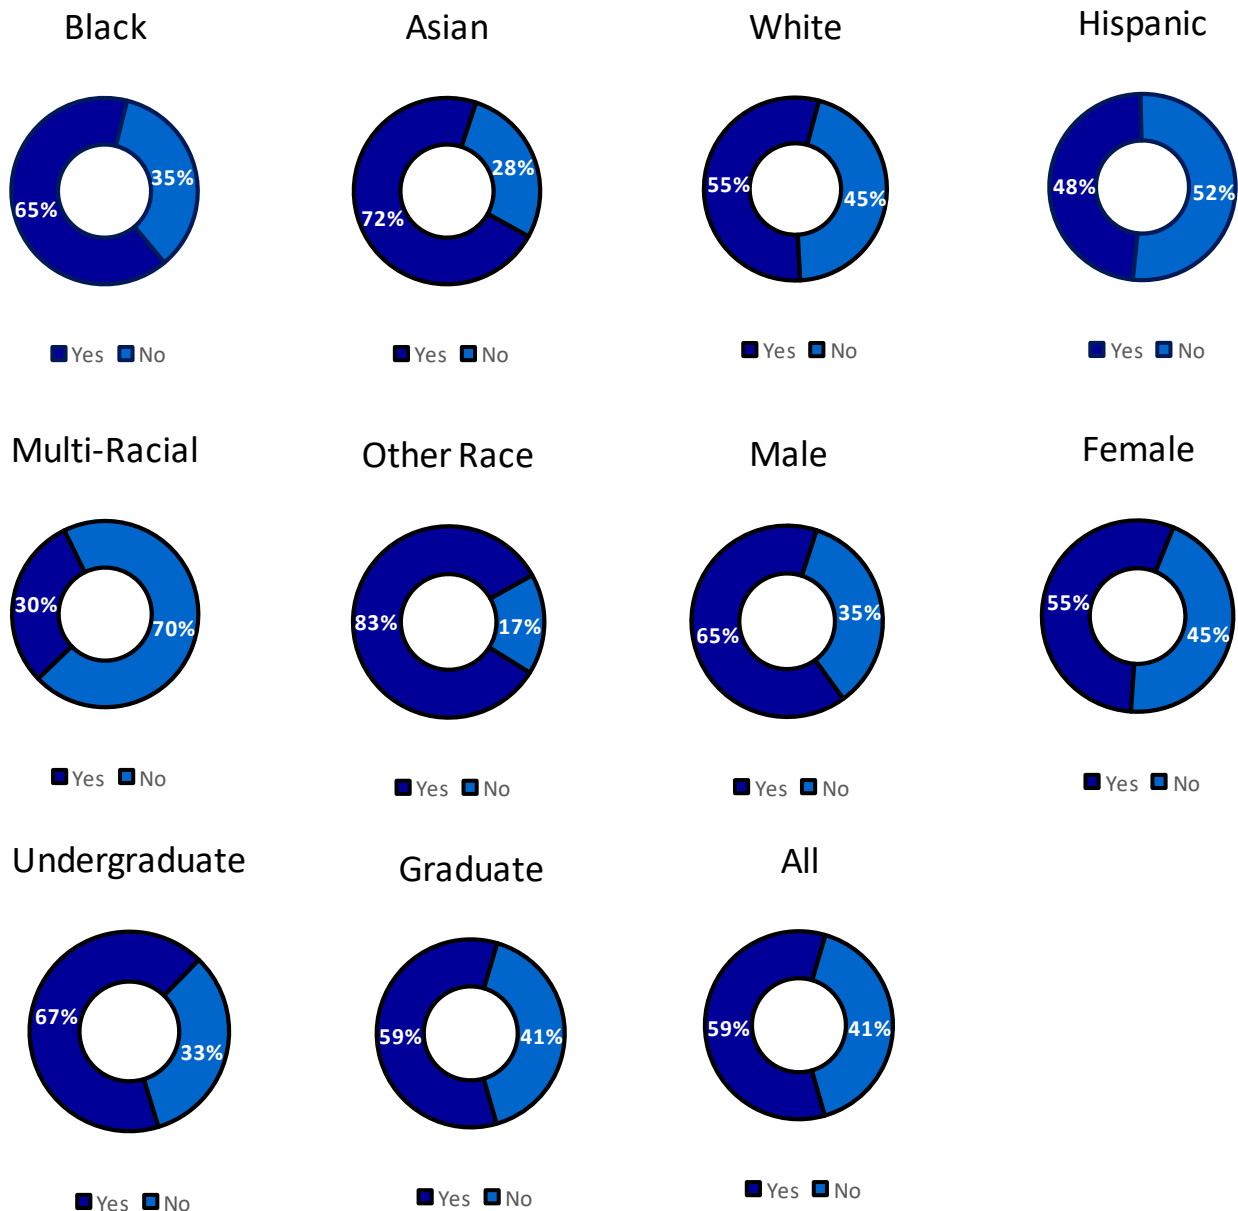 Black
35%
65%
Yes No
Asian
28%
72%
Yes No
White
55%
45%
Yes No
Hispanic
48%
52%
Yes No
Multi-Racial
30%
70%
Yes No
Other Race
83%
17%
Yes No
Male
35%
65%
Yes No
Female
55%
45%
Yes No
Undergraduate
67%
33%
Yes No
Graduate
59%
41%
Yes No
All
59%
41%
Yes No